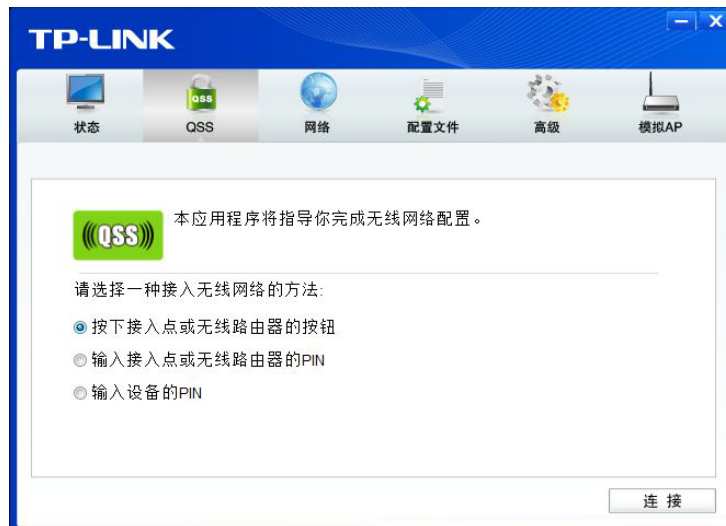 TP-LINK
状态
QSS
QSS
网络
配置文件
高级
模拟AP
QSS
本应用程序将指导你完成无线网络配置。
请选择一种接入无线网络的方法:
按下接入点或无线路由器的按钮
输入接入点或无线路由器的PIN
输入设备的PIN
连 接